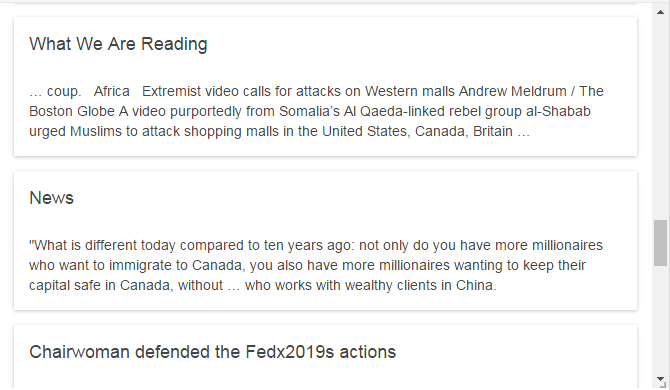 What We Are Reading
… coup.   Africa   Extremist video calls for attacks on Western malls Andrew Meldrum / The
Boston Globe A video purportedly from Somalia's Al Qaeda-linked rebel group al-Shabab
urged Muslims to attack shopping malls in the United States, Canada, Britain …
News
"What is different today compared to ten years ago: not only do you have more millionaires
who want to immigrate to Canada, you also have more millionaires wanting to keep their
capital safe in Canada, without … who works with wealthy clients in China.
Chairwoman defended the Fedx2019s actions